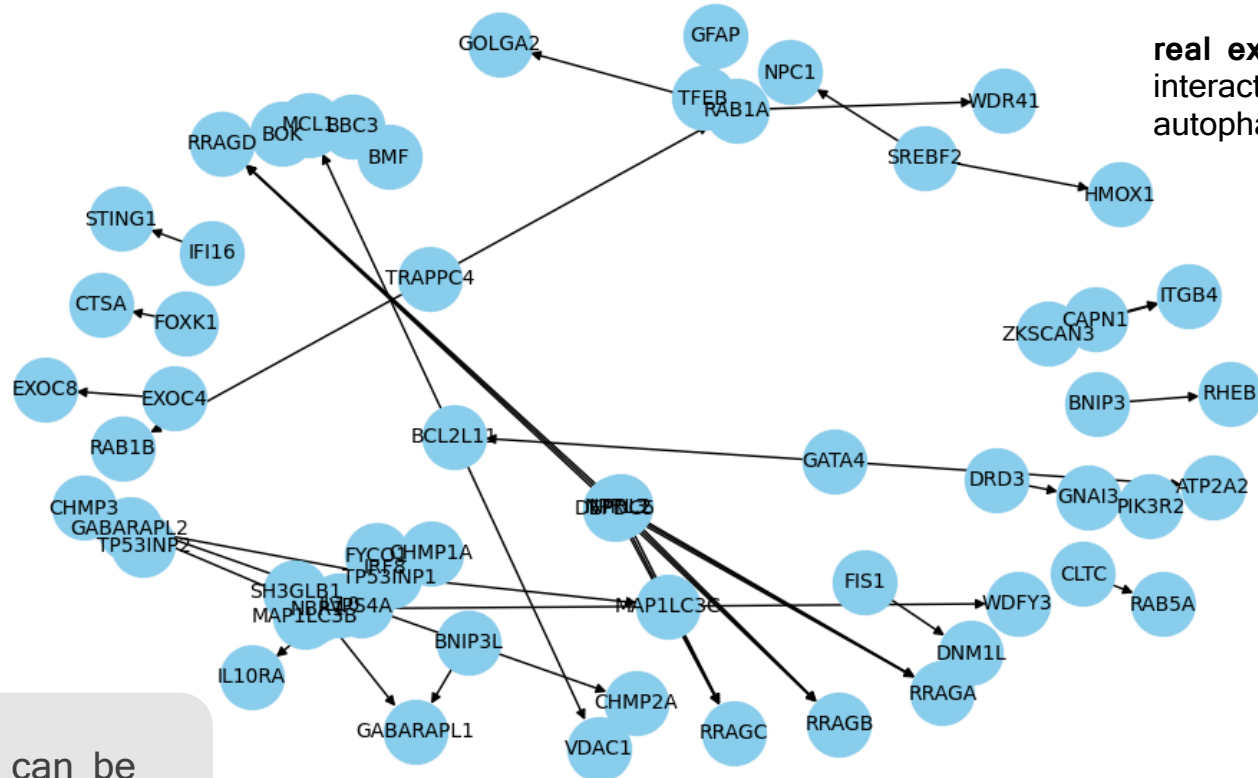 GFAP
GOLGA2
real ex
NPC1
interact
TFEB
WDR41
RAB1A
autopha
MCL1
BBC3
BOK
RRAGD
BMF
SREBF2
HMOX1
STING1
IFI16
TRAPPC4
ITGB4
CTSA
CAPN1
FOXK1
ZKSCAN3
EXOC8
EXOC4
RHEB
BNIP3
BCL2L11
RAB1B
GATA4
DRD3
ATP2A2
GNAI3
PIK3R2
CHMP3
GABARAPL2
TP53INP2
FYCO1
CHMP1A
IRF8
TP53INP1
CLTC
FIS1
SH3GLB1
MAP1LC3C
WDFY3
RAB5A
MAP1LC3B
BNIP3L
DNM1L
IL10RA
RRAGA
CHMP2A
RRAGB
GABARAPL1
RRAGC
VDAC1
can be